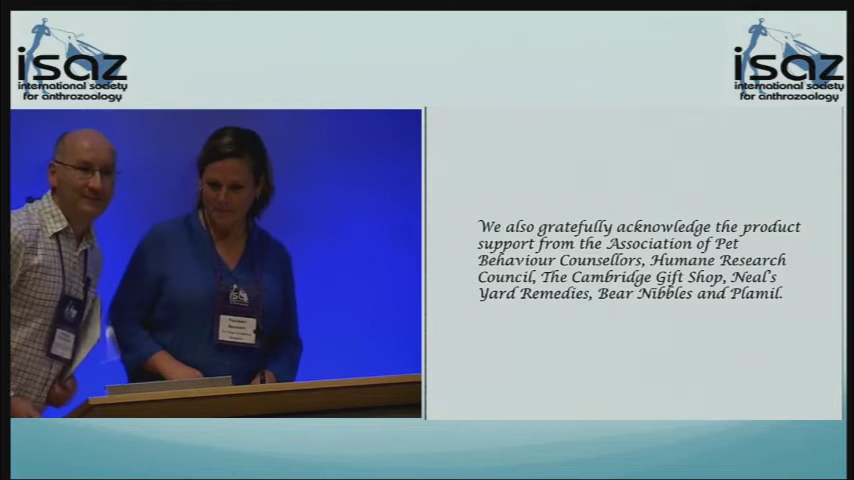 isaz
international society
for anthrozoology
isaz
international society
for anthrozoology
We also gratefully acknowledge the product
support from the Association of Pet
Behaviour Counsellors, Humane Research
Council, The Cambridge Gift Shop, Neal's
Yard Remedies, Bear Nibbles and Plamil.
isaz